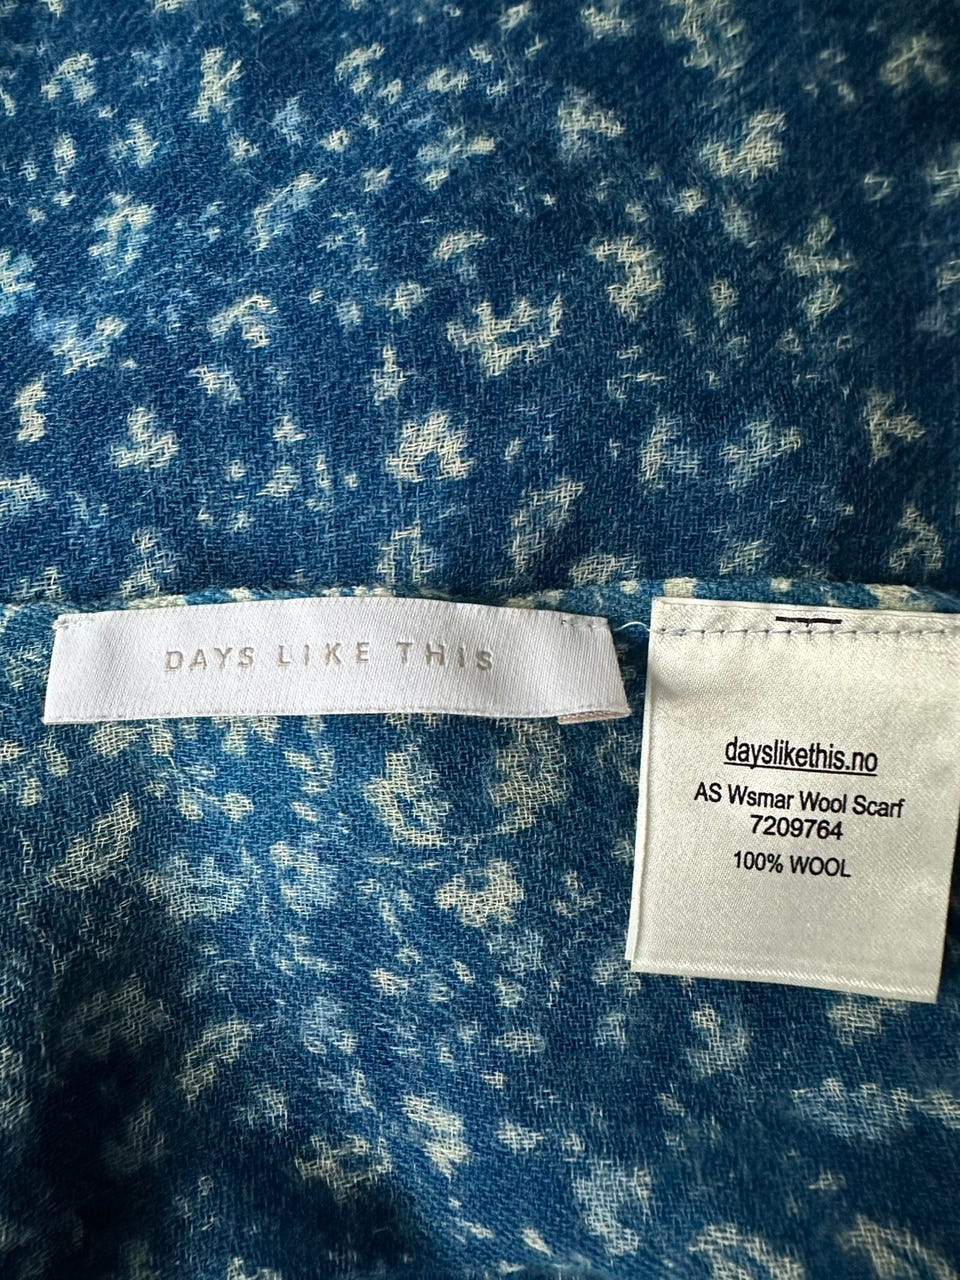 DAYS LIKE THIS
dayslikethis.no
AS Wsmar Wool Scarf
7209764
100% WOOL